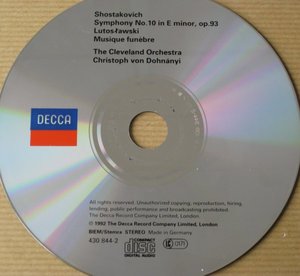 Shostakovich
Symphony No.10 in E minor, op.93
Lutosławski
Musique funèbre
The Cleveland Orchestra
Christoph von Dohnányi
DECCA
All rights reserved. Unauthorized copying, reproduction, hiring,
lending, public performance and broadcasting prohibited.
The Decca Record Company Limited, London.
℗ 1992 The Decca Record Company Limited, London
BIEM/Stemra STEREO Made in Germany
430 844-2
COMPACT
disc
DIGITAL AUDIO